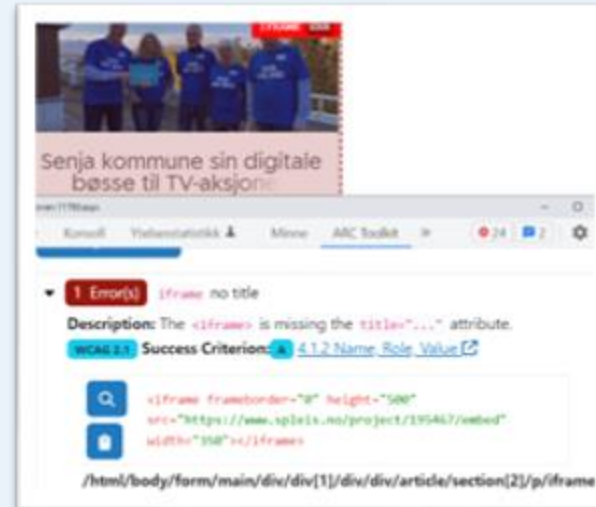 Senja kommune sin digitale
bøsse til TV-aksjone
Konsoll Ytelsesstatistikk Minne ARC Toolkit » 24 2
1 Error(s) iframe no title
Description: The <iframe> is missing the title="..." attribute.
WCAG 2.1 Success Criterion: A 4.1.2 Name, Role, Value
<iframe frameborder="0" height="500"
src="https://www.spleis.no/project/195467/embed"
width="350"></iframe>
/html/body/form/main/div/div[1]/div/div/article/section[2]/p/iframe